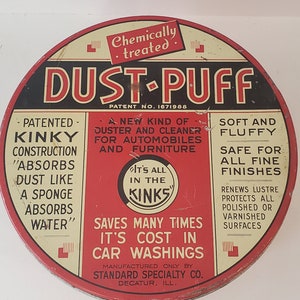 Chemically
treated
DUST-PUFF
PATENT NO. 1671988
PATENTED
KINKY
CONSTRUCTION
"ABSORBS
DUST LIKE
A SPONGE
ABSORBS
WATER"
A NEW KIND OF
DUSTER AND CLEANER
FOR AUTOMOBILES
AND FURNITURE
"IT'S ALL
IN THE
KINKS"
SAVES MANY TIMES
IT'S COST IN
CAR WASHINGS
MANUFACTURED ONLY BY
STANDARD SPECIALTY CO.
DECATUR, ILL.
SOFT AND
FLUFFY
SAFE FOR
ALL FINE
FINISHES
RENEWS LUSTRE
PROTECTS ALL
POLISHED OR
VARNISHED
SURFACES